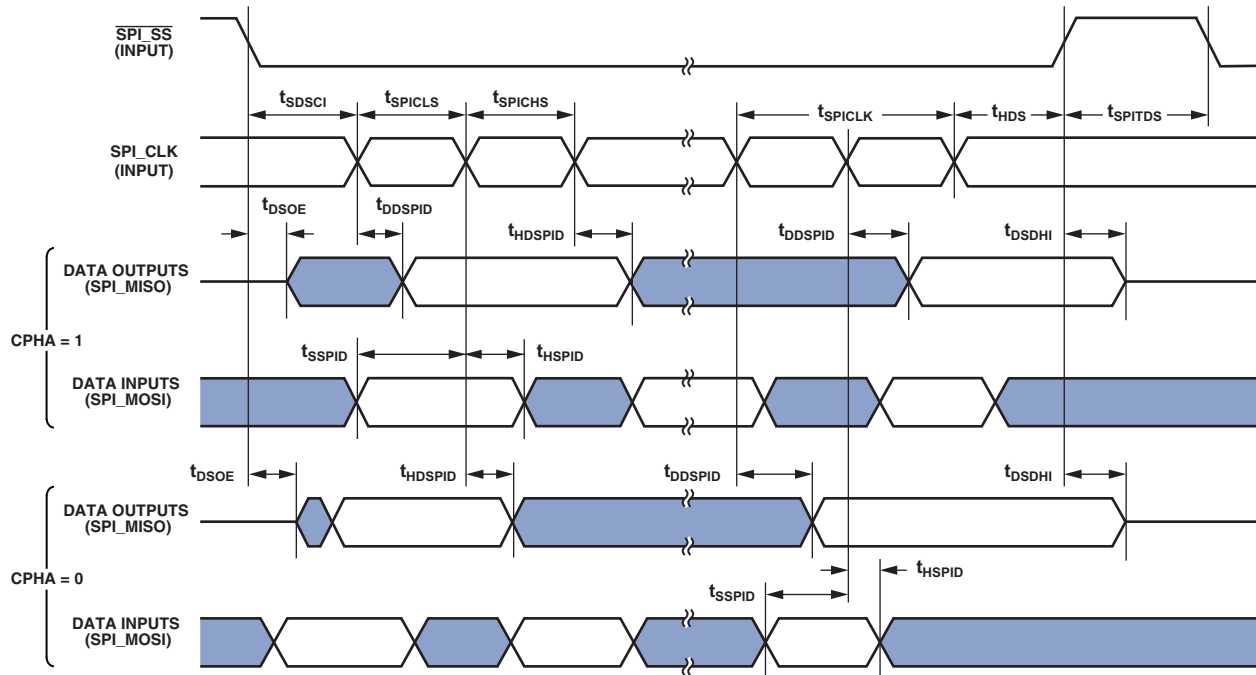 SPI_SS
(INPUT)
tSDSCI tSPICLS tSPICHS tSPICLK tHDS tSPITDS
SPI_CLK
(INPUT)
tDSOE tDDSPID tHDSPID tDDSPID tDSDHI
DATA OUTPUTS
(SPI_MISO)
CPHA = 1
tSSPID tHSPID
DATA INPUTS
(SPI_MOSI)
tDSOE tHDSPID tDDSPID tDSDHI
DATA OUTPUTS
(SPI_MISO)
CPHA = 0
tSSPID tHSPID
DATA INPUTS
(SPI_MOSI)